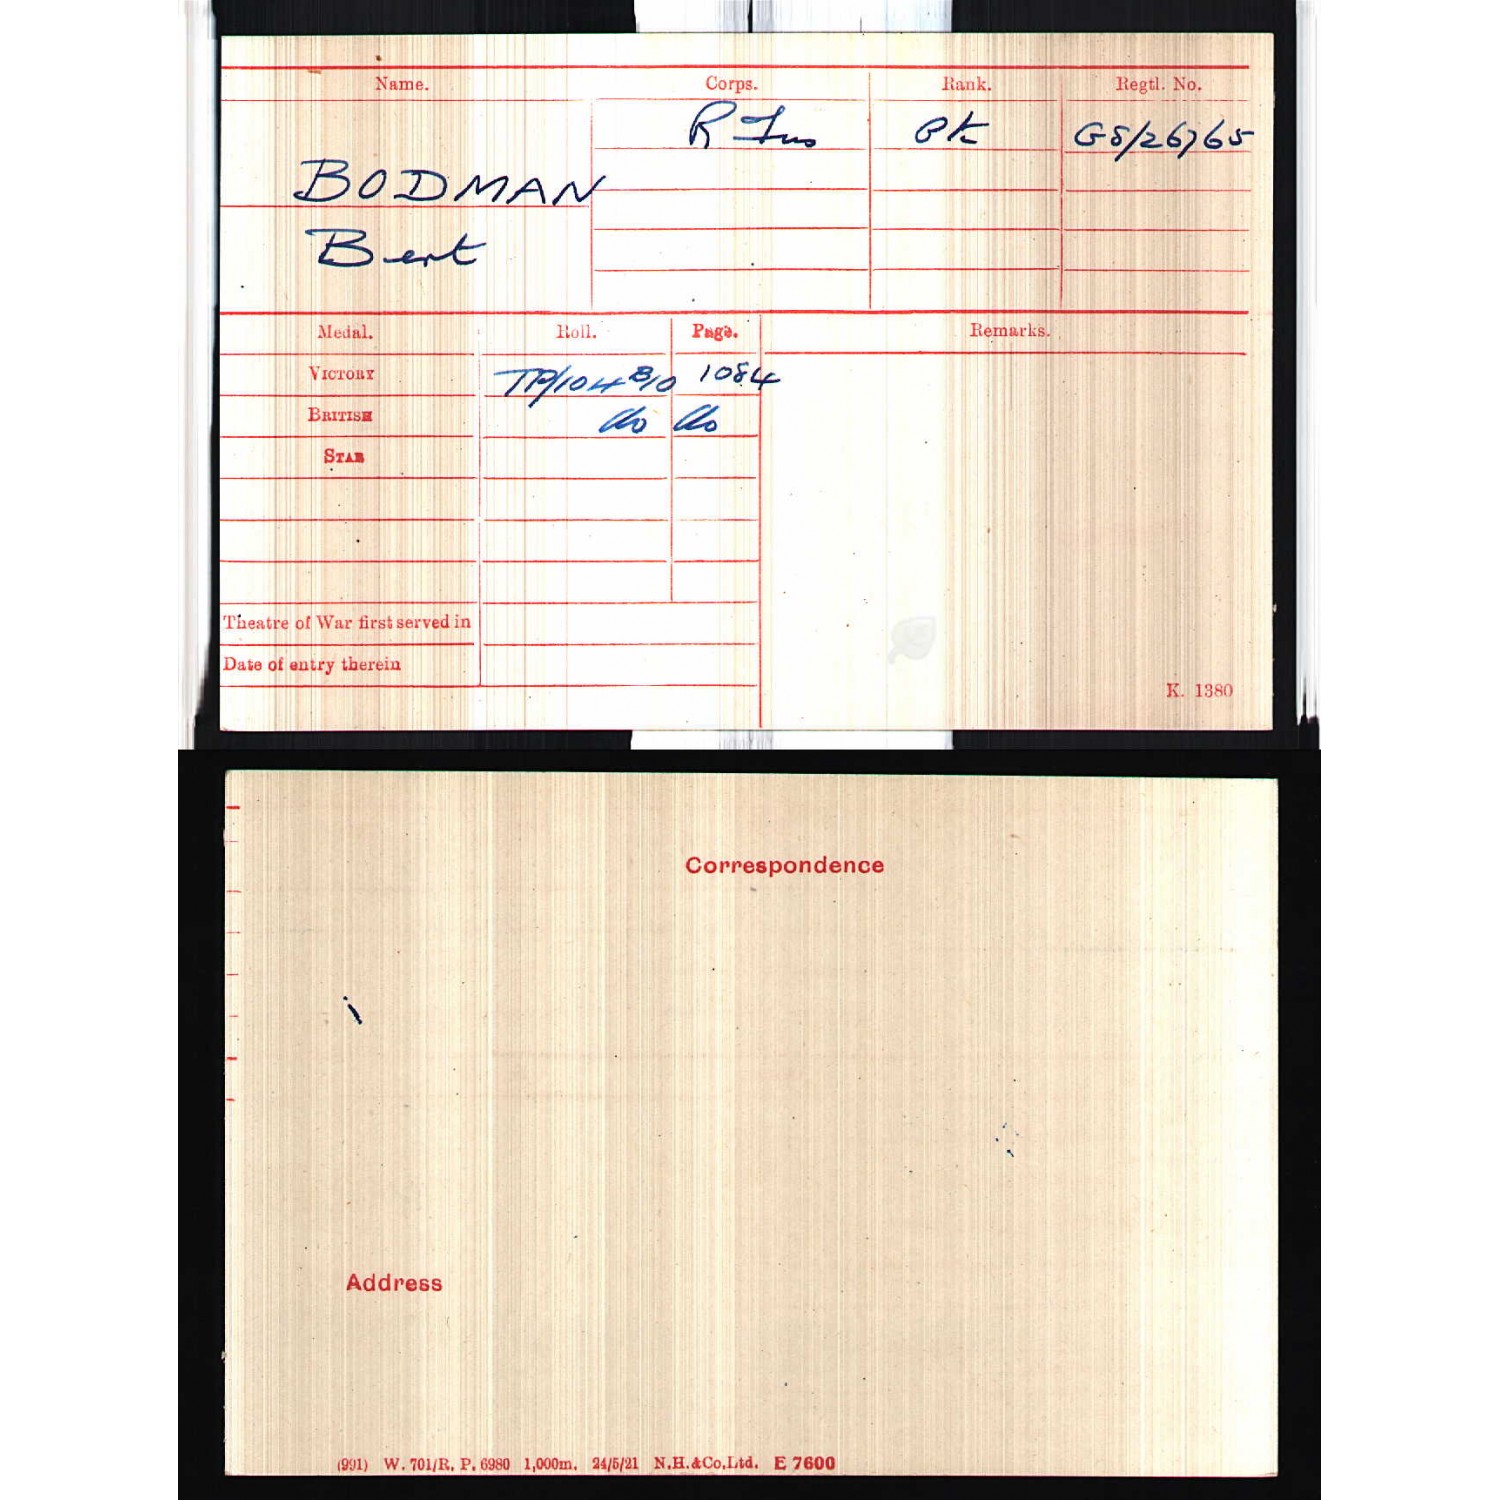 Name. Corps. Rank. Regtl. No.
R Fus Pte GS/26765
BODMAN
Bert
Medal. Roll. Page. Remarks.
VICTORY TP/104 B10 1084
BRITISH do do
STAR
Theatre of War first served in
Date of entry therein
K. 1380
Correspondence
Address
(991) W. 701/R. P. 6980 1,000m. 24/5/21 N.H.&Co,Ltd. E 7600